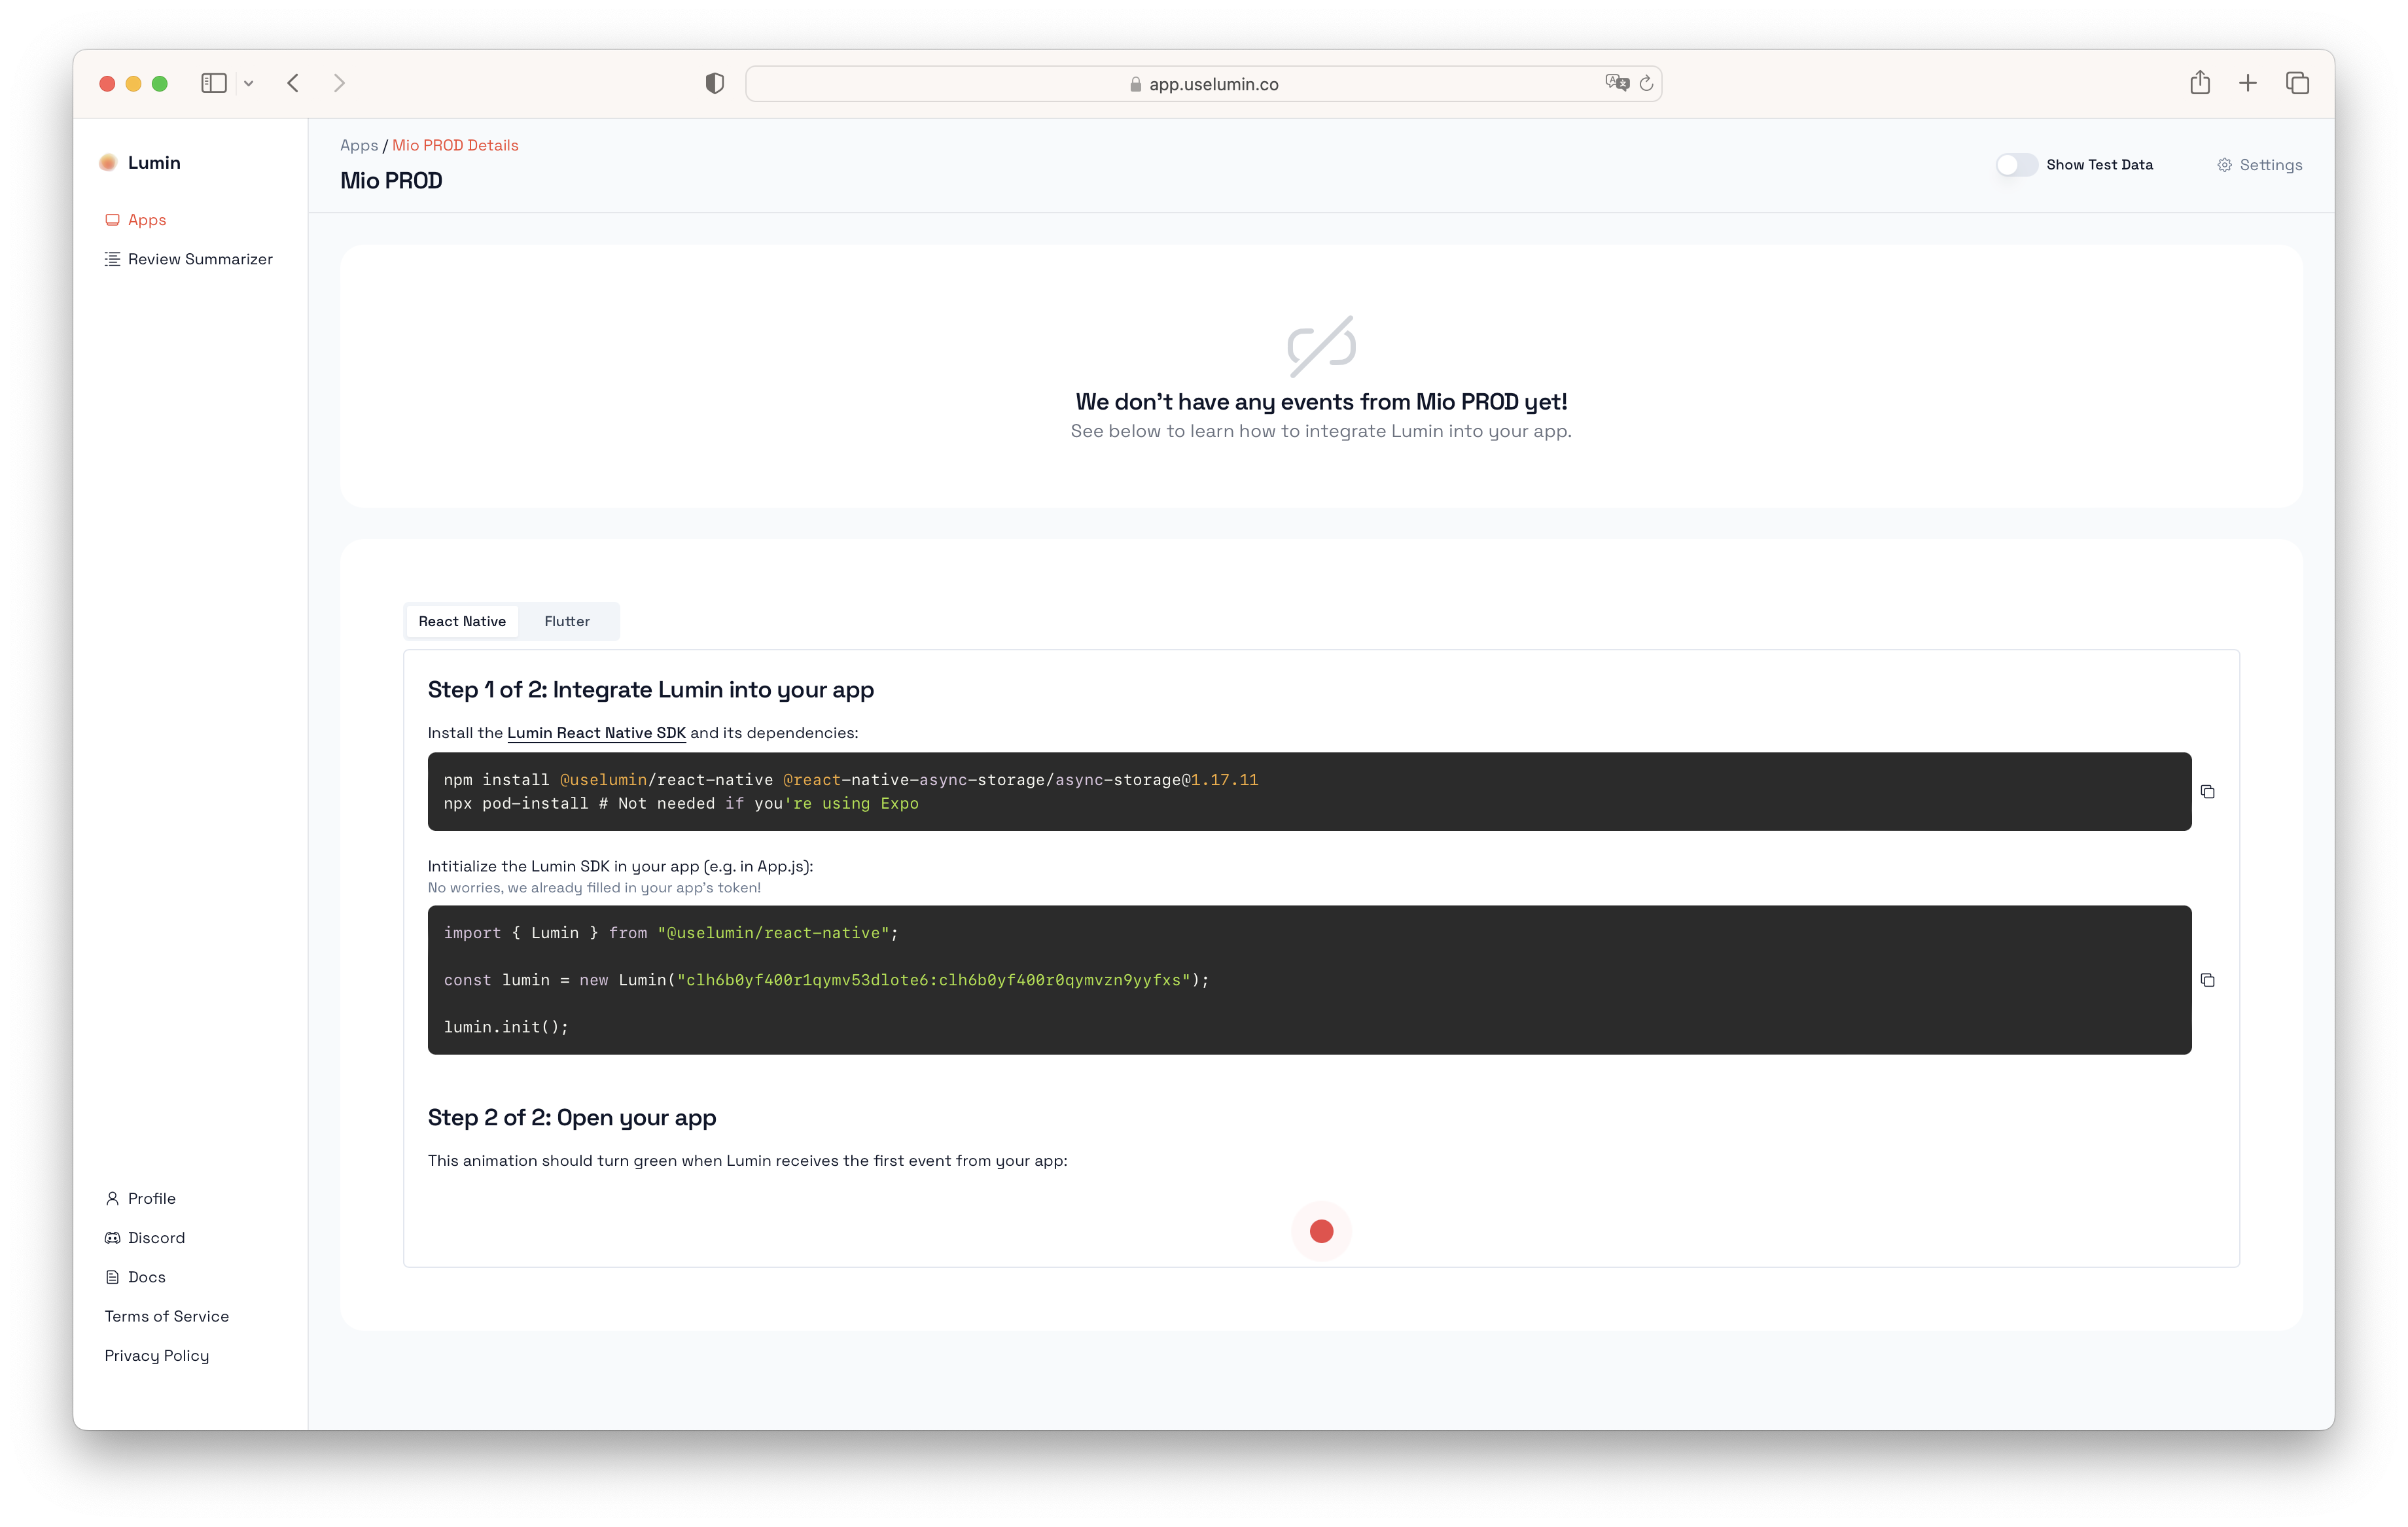 app.uselumin.co
Lumin
Apps
Review Summarizer
Profile
Discord
Docs
Terms of Service
Privacy Policy
Apps / Mio PROD Details
Mio PROD
Show Test Data
Settings
We don't have any events from Mio PROD yet!
See below to learn how to integrate Lumin into your app.
React Native
Flutter
Step 1 of 2: Integrate Lumin into your app
Install the Lumin React Native SDK and its dependencies:
npm install @uselumin/react-native @react-native-async-storage/async-storage@1.17.11
npx pod-install # Not needed if you're using Expo
Intitialize the Lumin SDK in your app (e.g. in App.js):
No worries, we already filled in your app's token!
import { Lumin } from "@uselumin/react-native";
const lumin = new Lumin("clh6b0yf400r1qymv53dlote6:clh6b0yf400r0qymvzn9yyfxs");
lumin.init();
Step 2 of 2: Open your app
This animation should turn green when Lumin receives the first event from your app: